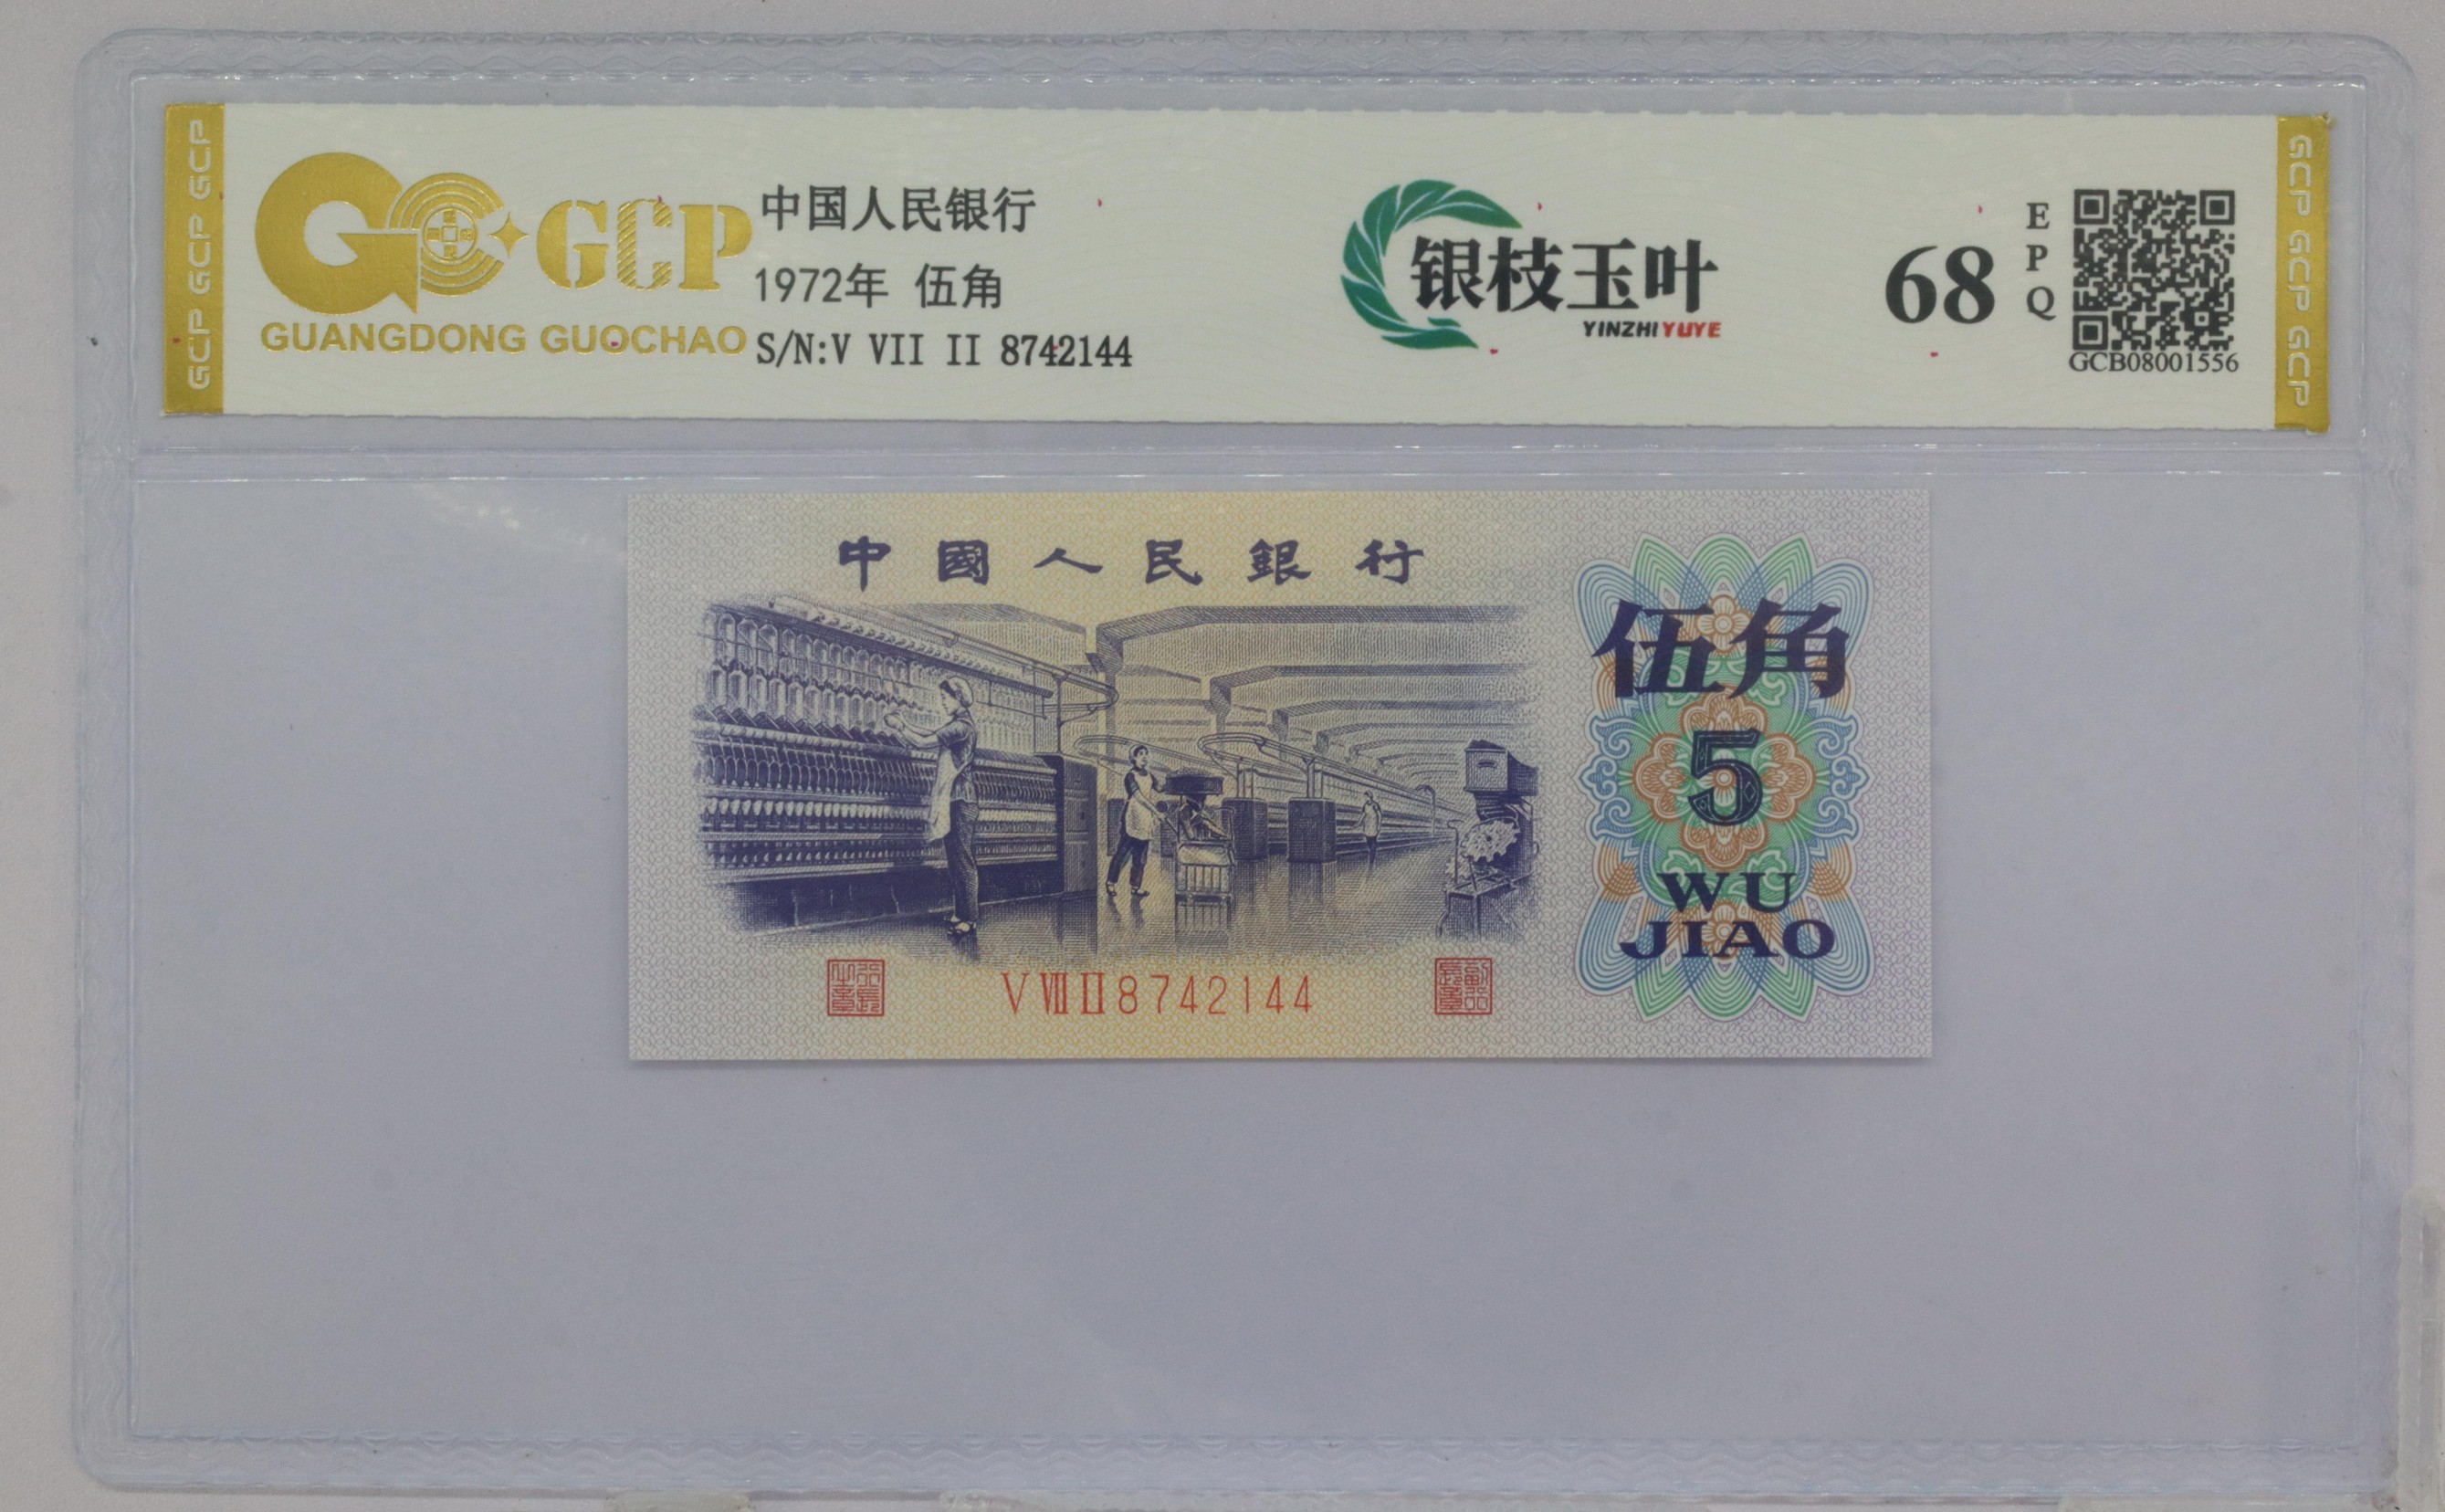 GCP GCP GCP
GCP
GUANGDONG GUOCHAO
中国人民银行
1972年 伍角
S/N:V VII II 8742144
银枝玉叶
YINZHIYUYE
68
EPQ
GCB08001556
GCP GCP GCP
中國人民銀行
伍角
5
WU
JIAO
V VII II 8742144